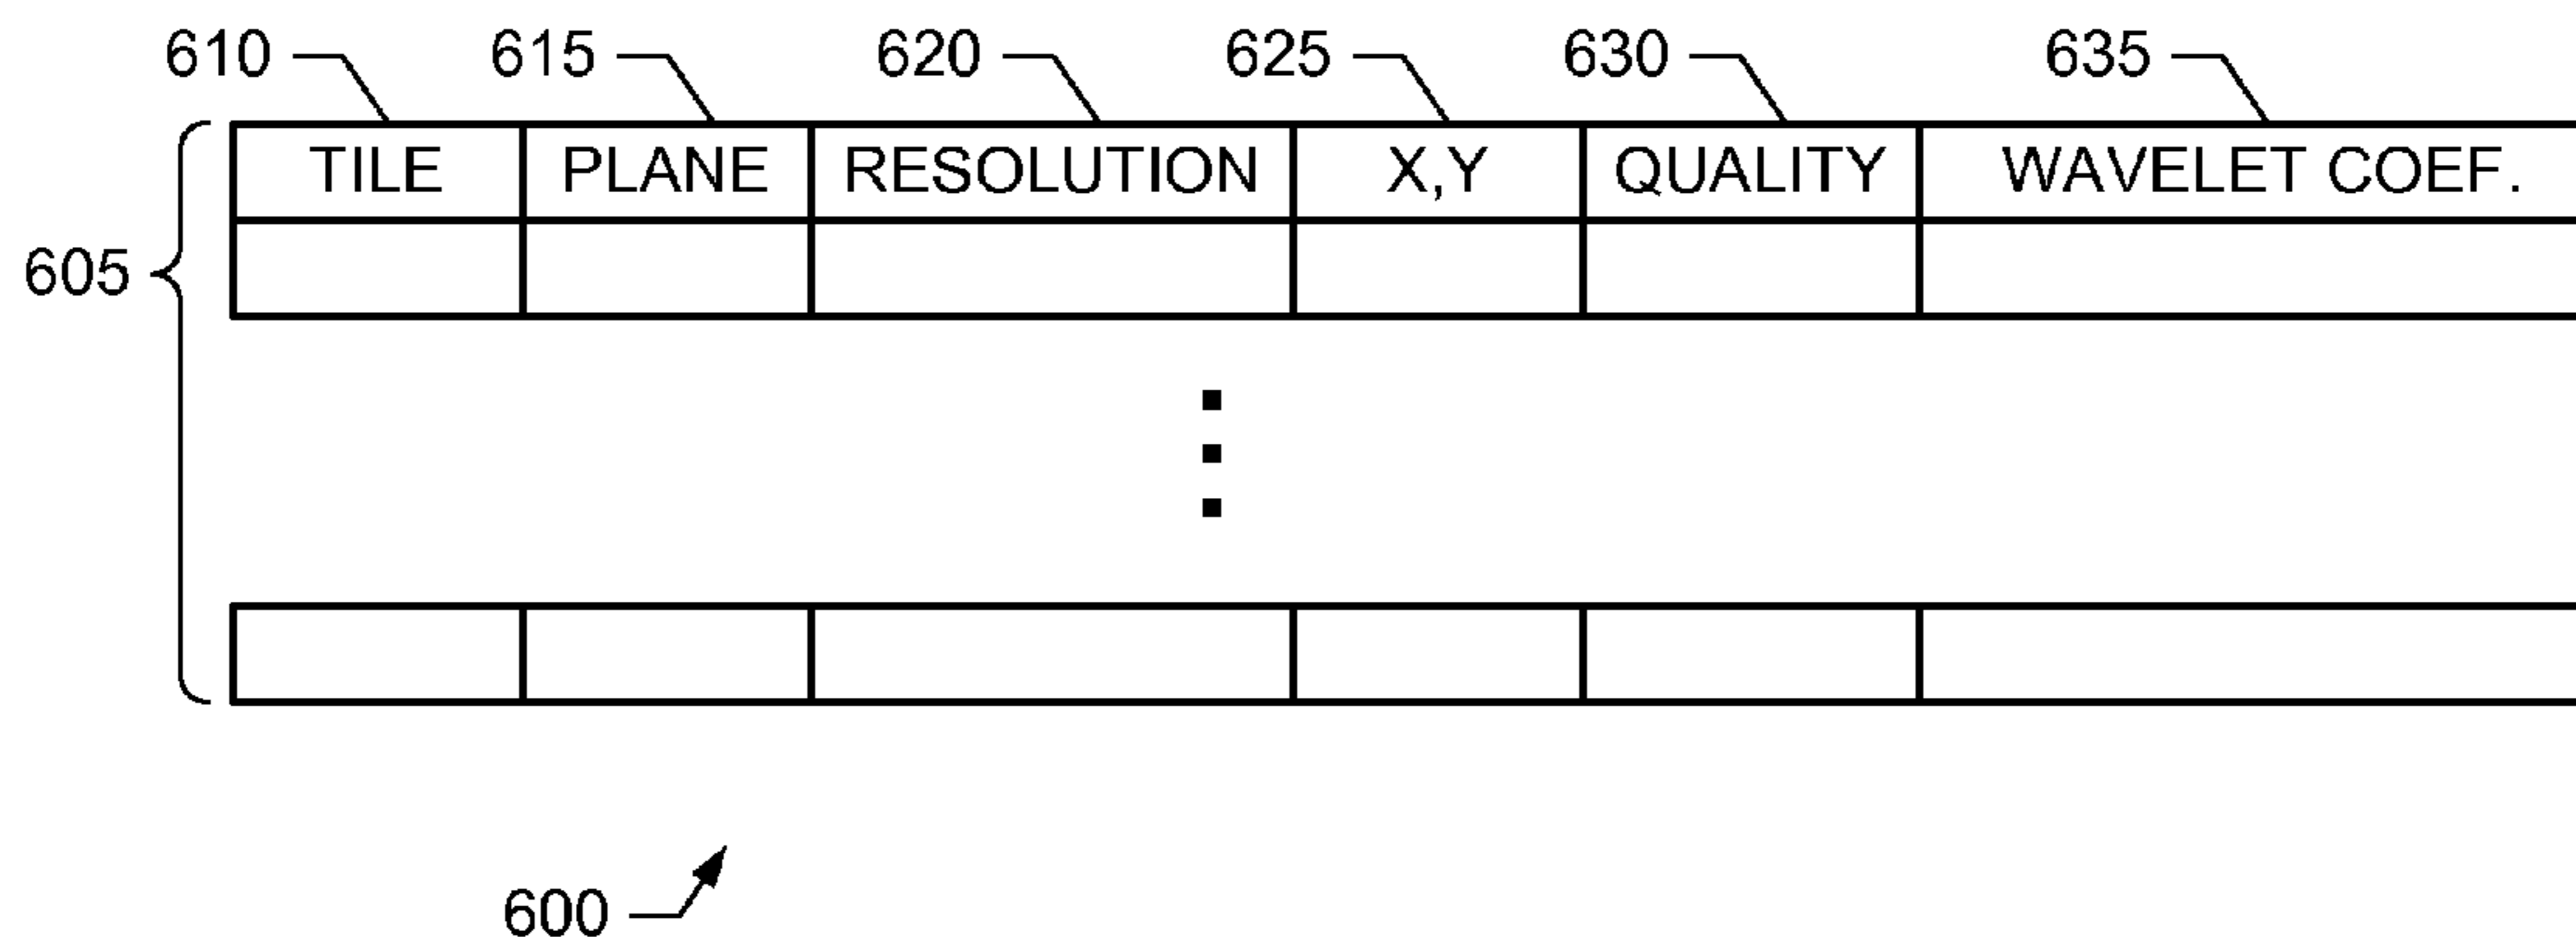 610 615 620 625 630 635
TILE PLANE RESOLUTION X,Y QUALITY WAVELET COEF.
605
600